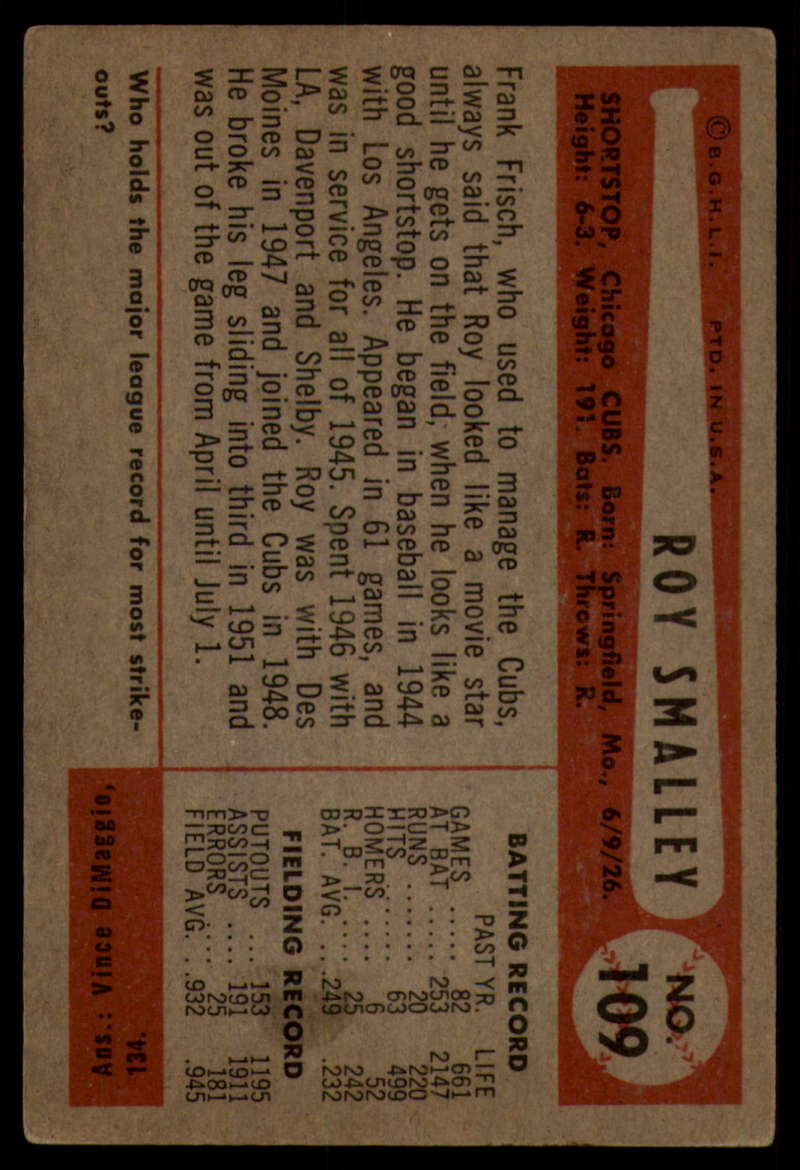 © B.G.H.L.I. PTD. IN U.S.A.
ROY SMALLEY
NO.
109
SHORTSTOP, Chicago CUBS. Born: Springfield, Mo., 6/9/26.
Height: 6-3. Weight: 191. Bats: R. Throws: R.
Frank Frisch, who used to manage the Cubs,
always said that Roy looked like a movie star
until he gets on the field, when he looks like a
good shortstop. He began in baseball in 1944
with Los Angeles. Appeared in 61 games, and
was in service for all of 1945. Spent 1946 with
LA, Davenport and Shelby. Roy was with Des
Moines in 1947 and joined the Cubs in 1948.
He broke his leg sliding into third in 1951 and
was out of the game from April until July 1.
BATTING RECORD
PAST YR. LIFE
GAMES ..... 82 661
AT BAT ..... 253 2147
RUNS ....... 20 220
HITS ....... 63 499
HOMERS .... 6 52
R. B. I. .... 25 242
BAT. AVG. .. .249 .232
FIELDING RECORD
PUTOUTS ... 153 1195
ASSISTS .... 191 1911
ERRORS .... 25 181
FIELD AVG. . .932 .945
Who holds the major league record for most strike-
outs?
Ans.: Vince DiMaggio,
134.